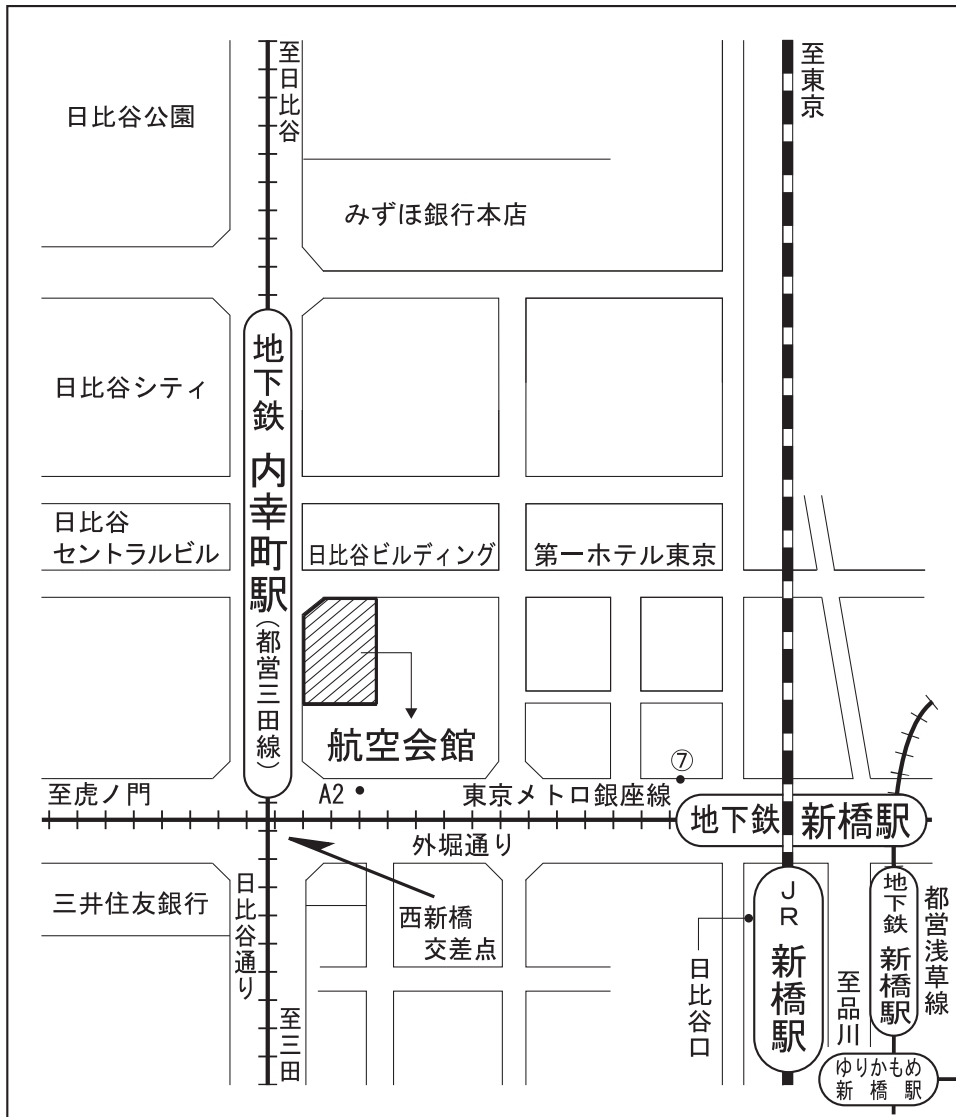 至日比谷
至東京
日比谷公園
みずほ銀行本店
日比谷シティ
地下鉄 内幸町駅(都営三田線)
日比谷
セントラルビル
日比谷ビルディング
第一ホテル東京
航空会館
⑦
至虎ノ門
A2
東京メトロ銀座線
地下鉄 新橋駅
外堀通り
三井住友銀行
日比谷通り
西新橋
交差点
JR 新橋駅
地下鉄 新橋駅
都営浅草線
日比谷口
至品川
至三田
ゆりかもめ
新橋駅